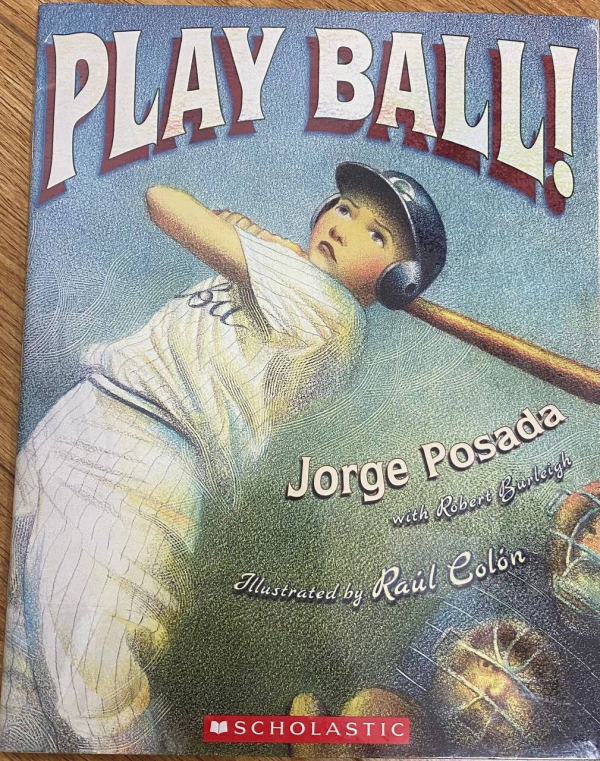 PLAY BALL!
Jorge Posada
with Robert Burleigh
Illustrated by Raúl Colón
SCHOLASTIC